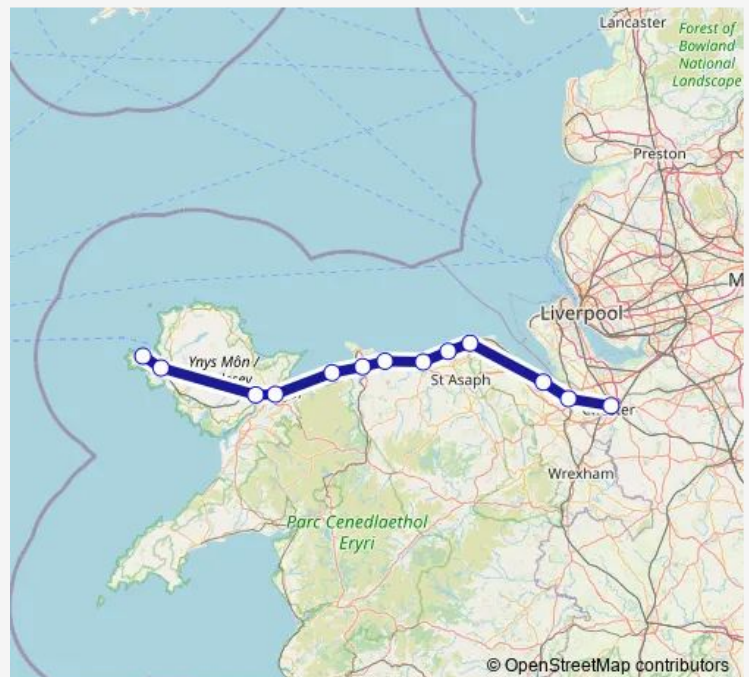 Lancaster
Forest of
Bowland
National
Landscape
Preston
M
Liverpool
Ynys Môn /
St Asaph
Wrexham
Parc Cenedlaethol
Eryri
© OpenStreetMap contributors